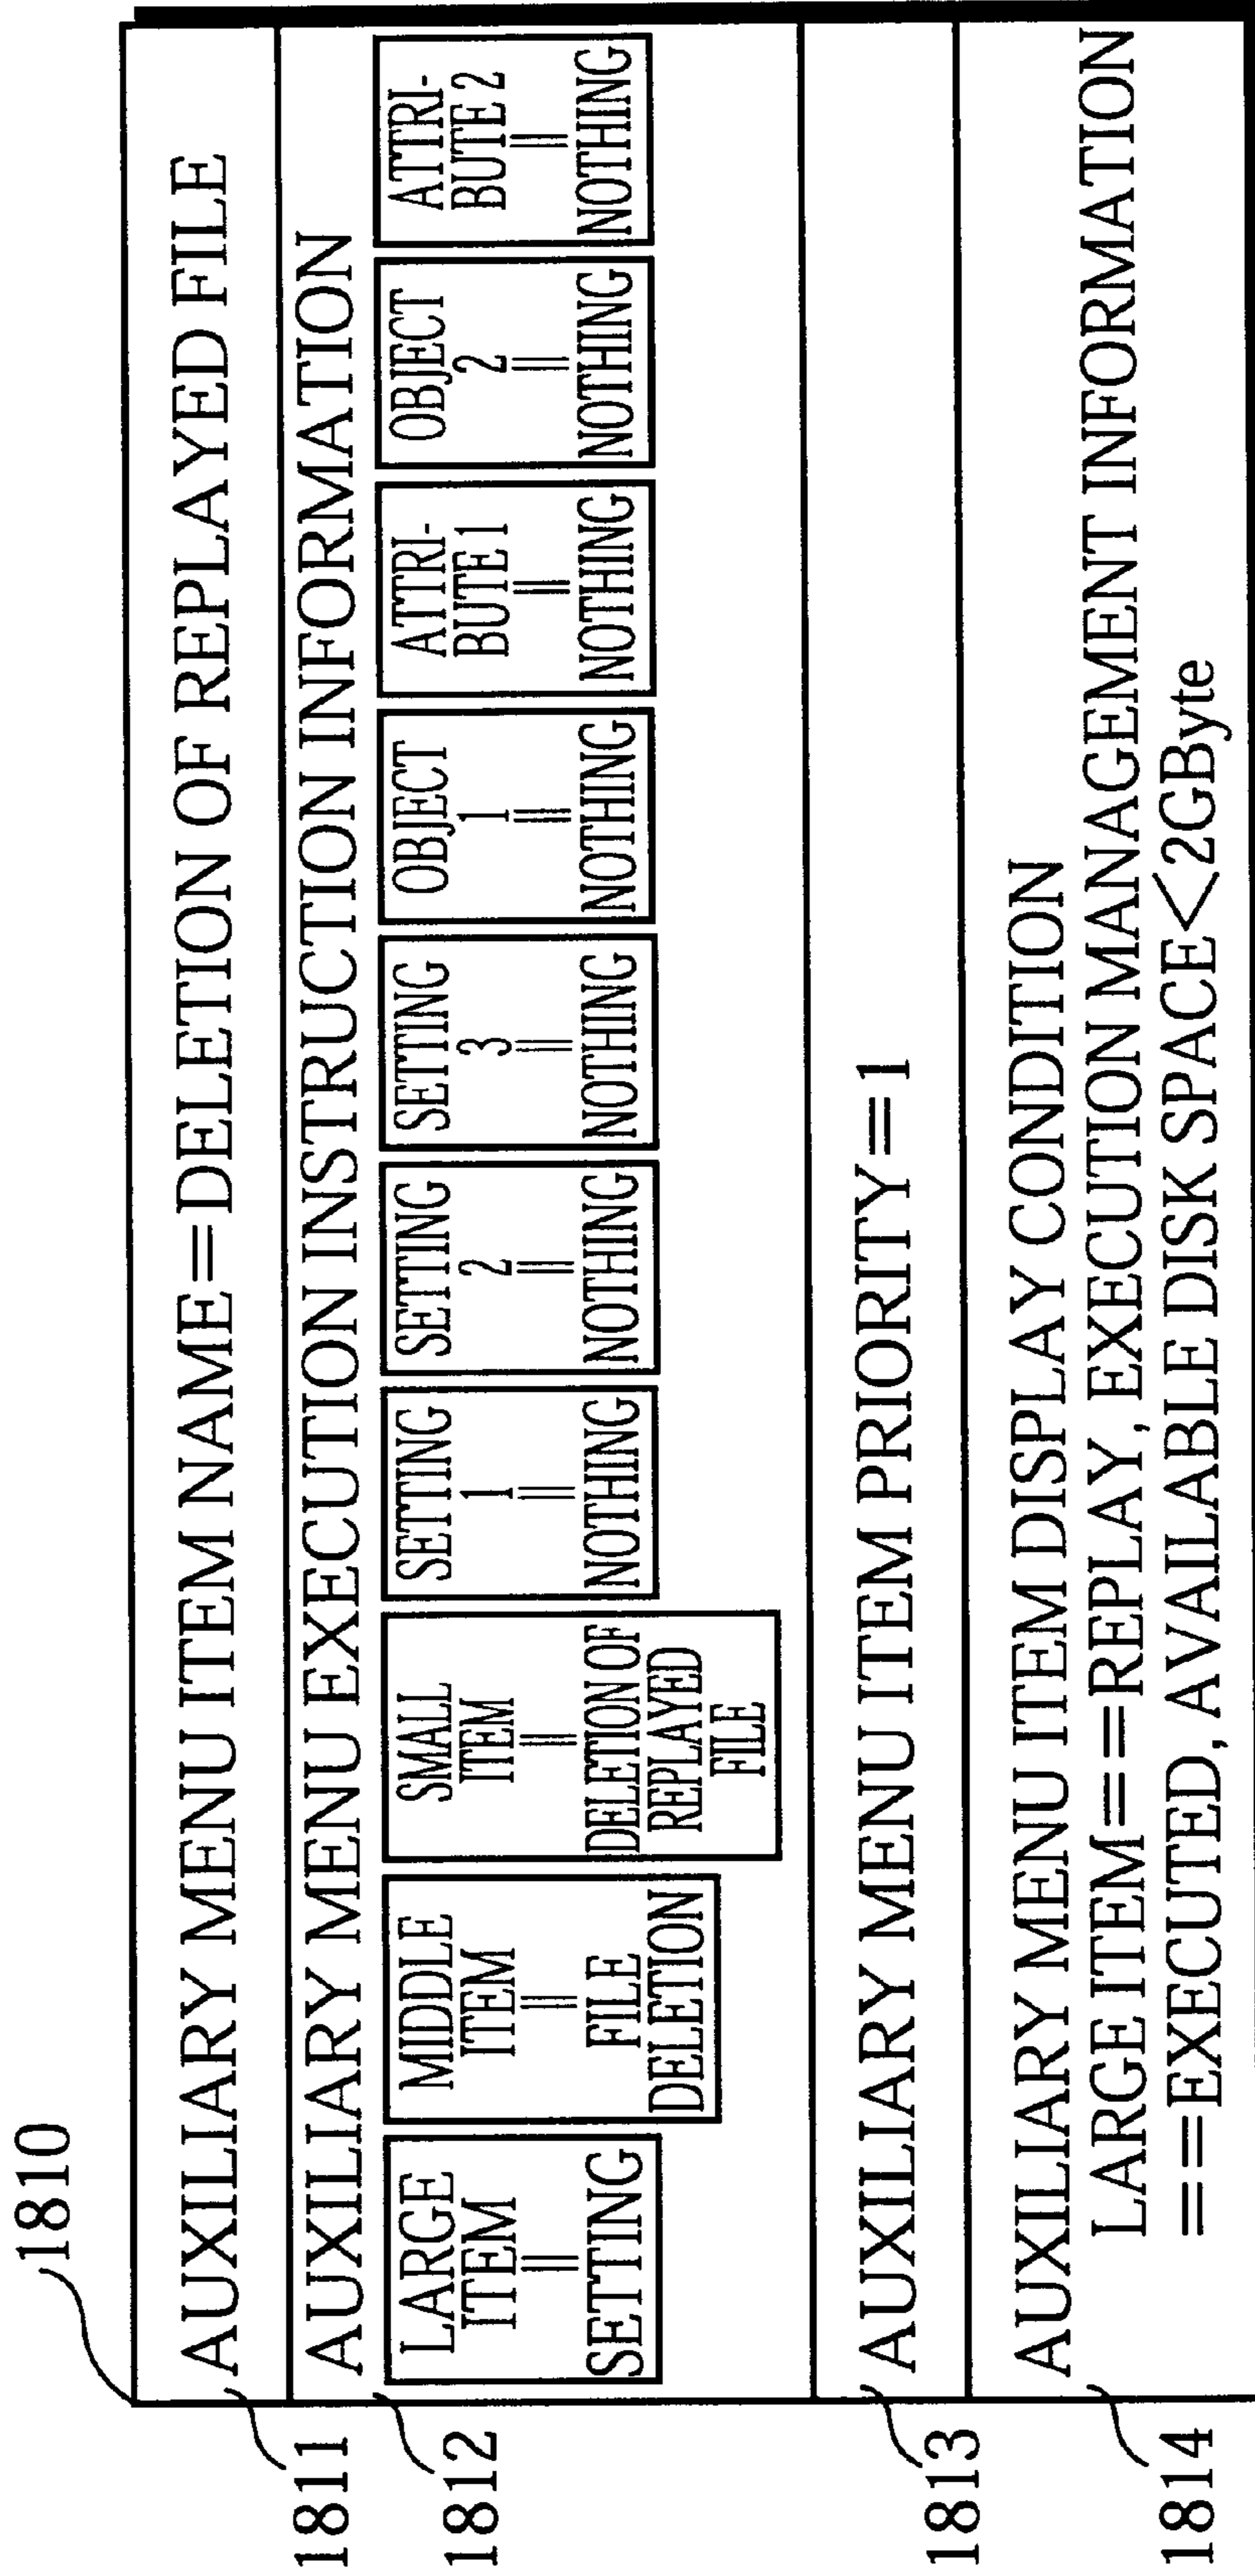 1810
1811
AUXILIARY MENU ITEM NAME=DELETION OF REPLAYED FILE
1812
AUXILIARY MENU EXECUTION INSTRUCTION INFORMATION
LARGE
ITEM
=
SETTING
MIDDLE
ITEM
=
FILE
DELETION
SMALL
ITEM
=
DELETION OF
REPLAYED
FILE
SETTING
1
=
NOTHING
SETTING
2
=
NOTHING
SETTING
3
=
NOTHING
OBJECT
1
=
NOTHING
ATTRI-
BUTE 1
=
NOTHING
OBJECT
2
=
NOTHING
ATTRI-
BUTE 2
=
NOTHING
1813
AUXILIARY MENU ITEM PRIORITY=1
1814
AUXILIARY MENU ITEM DISPLAY CONDITION
LARGE ITEM==REPLAY, EXECUTION MANAGEMENT INFORMATION
==EXECUTED, AVAILABLE DISK SPACE<2GByte